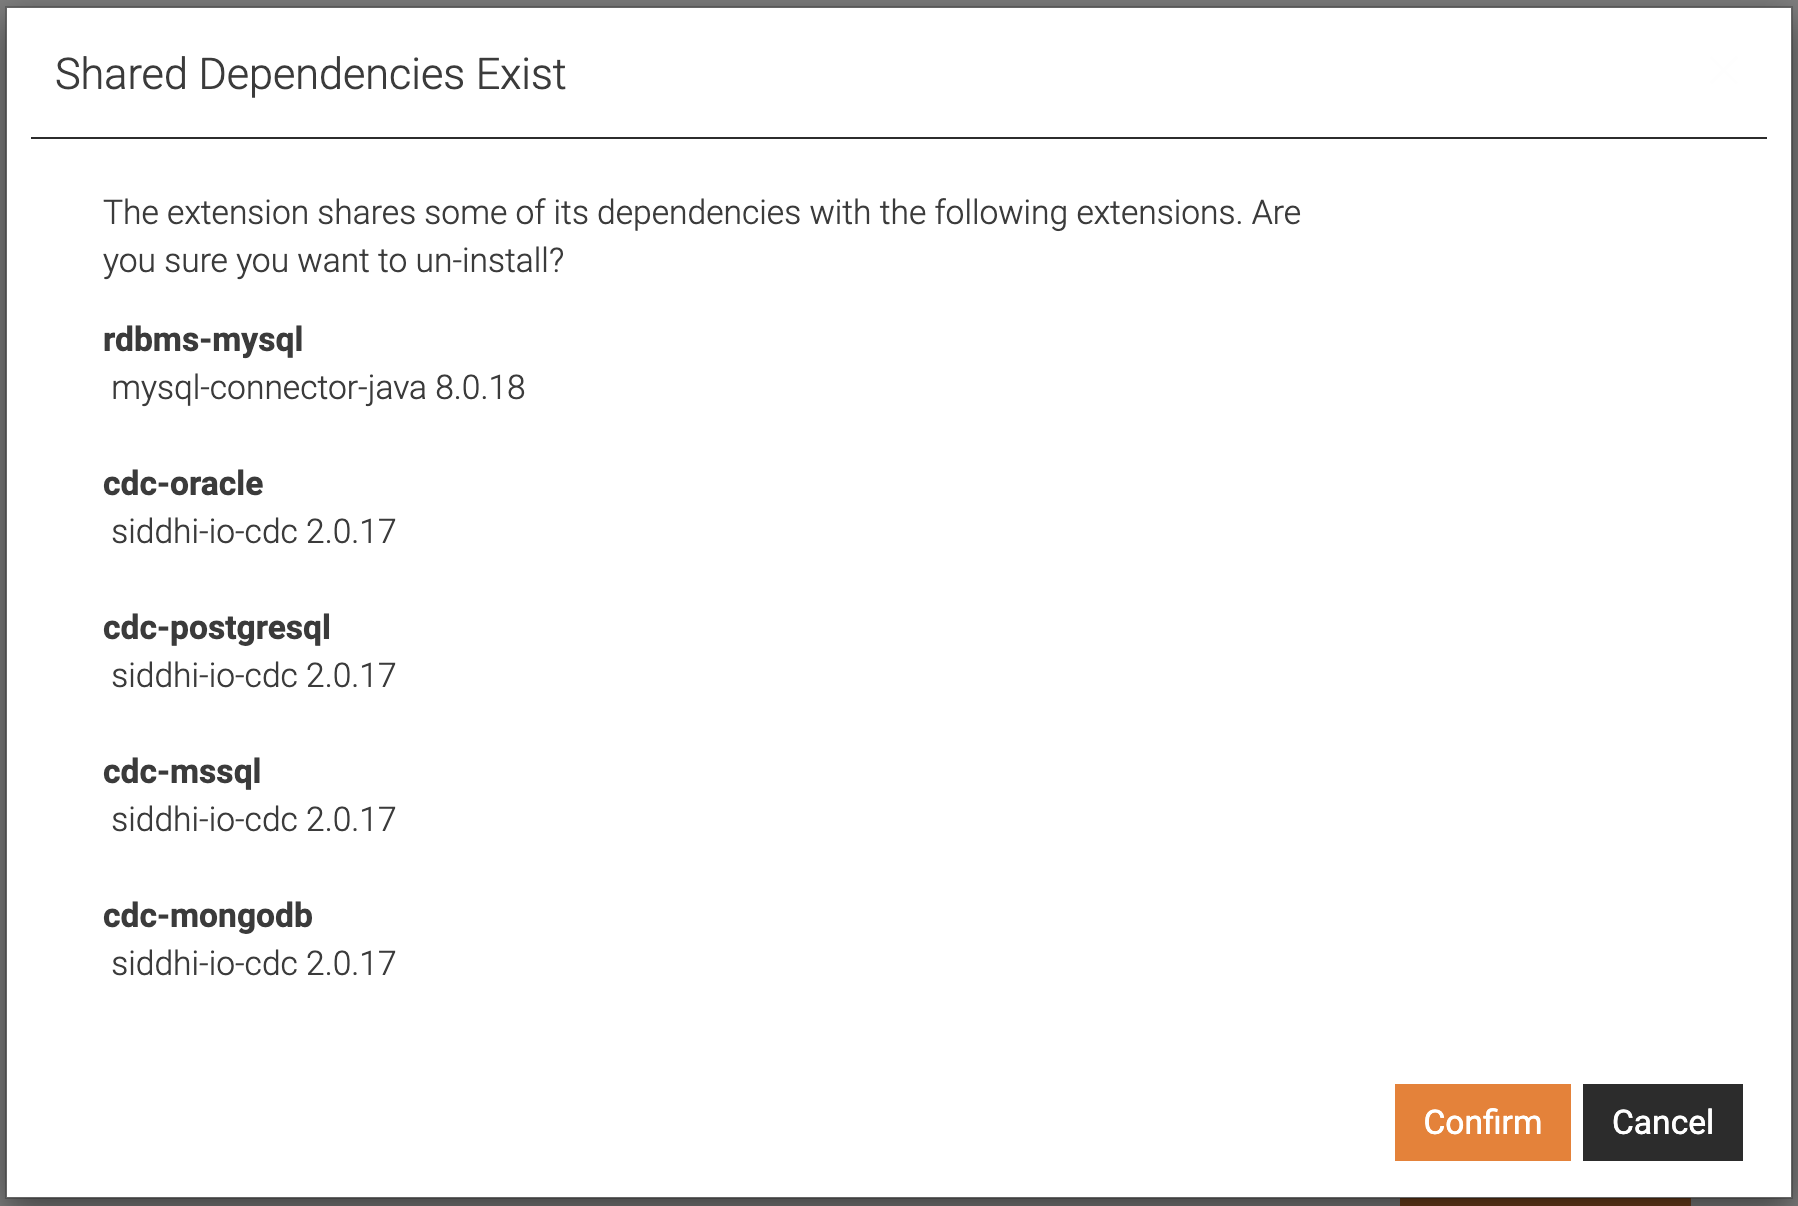 Shared Dependencies Exist
The extension shares some of its dependencies with the following extensions. Are
you sure you want to un-install?
rdbms-mysql
mysql-connector-java 8.0.18
cdc-oracle
siddhi-io-cdc 2.0.17
cdc-postgresql
siddhi-io-cdc 2.0.17
cdc-mssql
siddhi-io-cdc 2.0.17
cdc-mongodb
siddhi-io-cdc 2.0.17
Confirm
Cancel